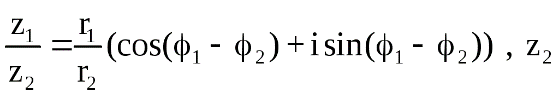 z₁/z₂ = r₁/r₂ (cos(ϕ₁ - ϕ₂) + i sin(ϕ₁ - ϕ₂)) , z₂